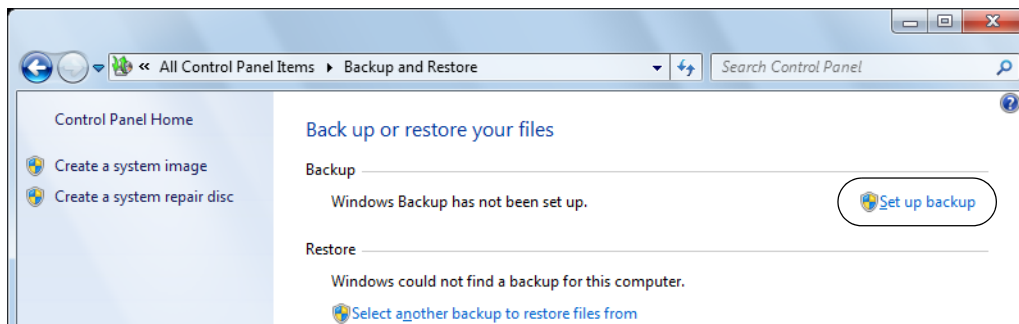 « All Control Panel Items ▸ Backup and Restore
Search Control Panel
Control Panel Home
Create a system image
Create a system repair disc
Back up or restore your files
Backup
Windows Backup has not been set up.
Set up backup
Restore
Windows could not find a backup for this computer.
Select another backup to restore files from